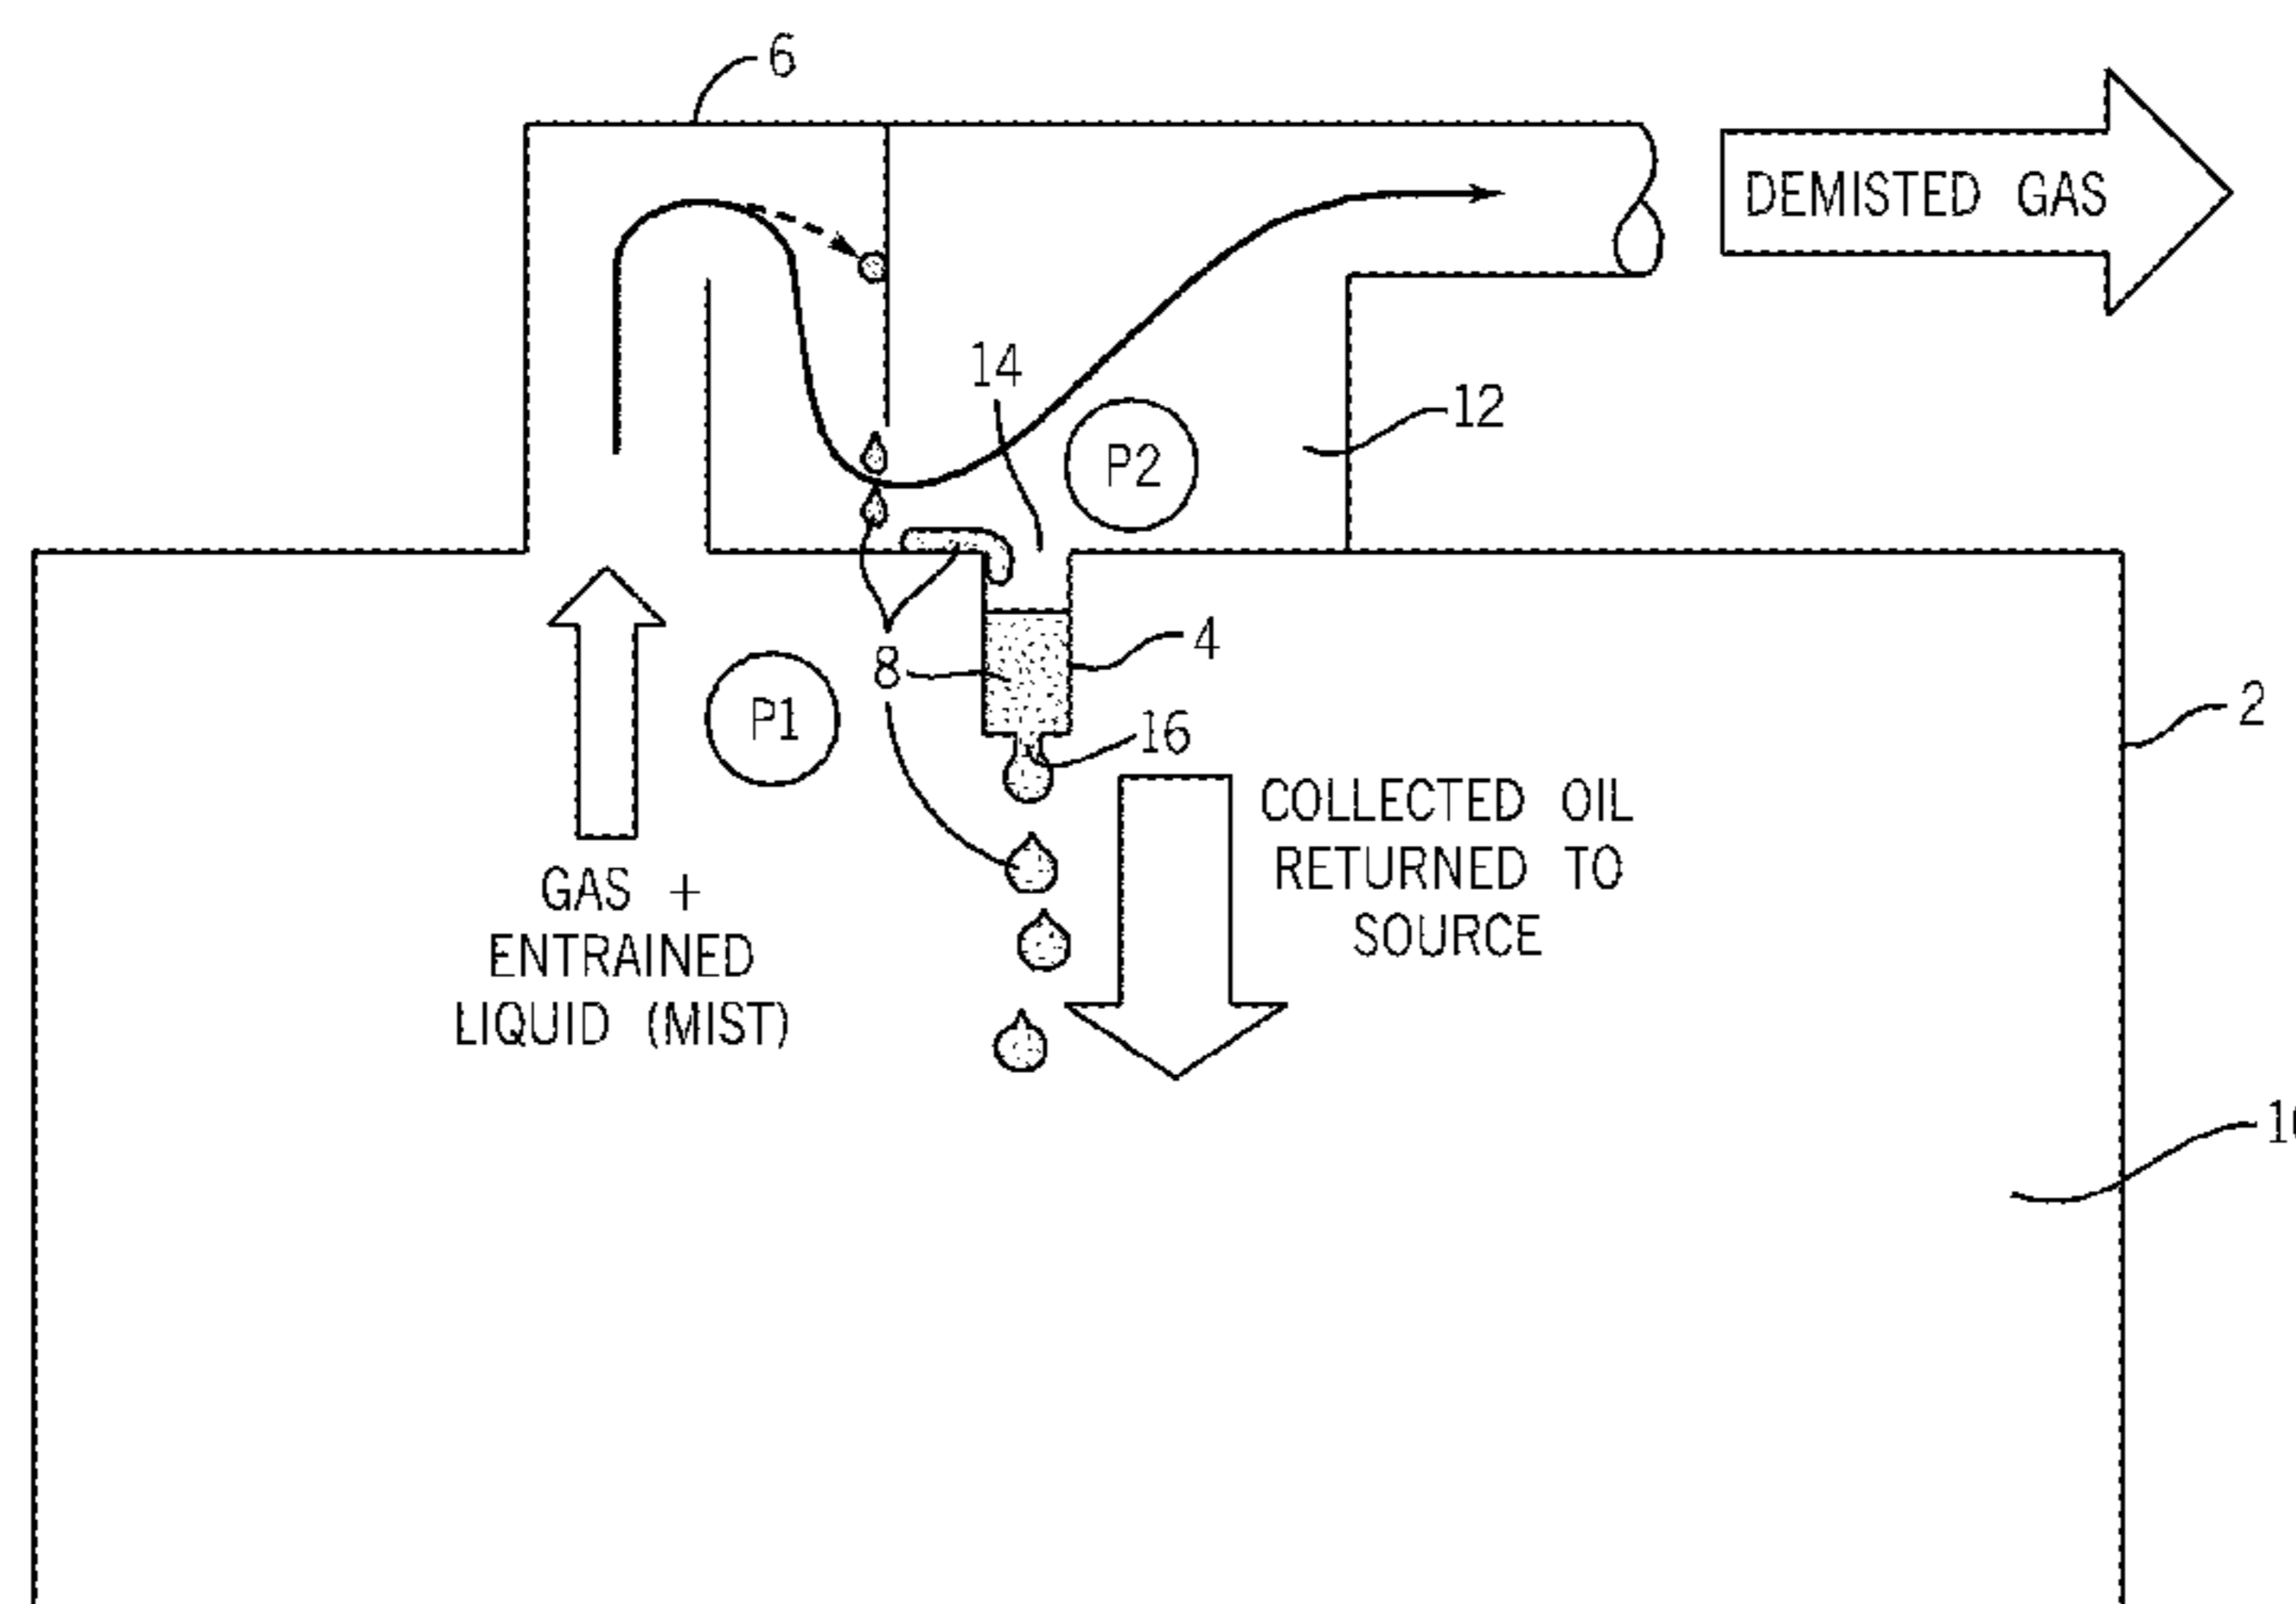 6
DEMISTED GAS
14
12
P2
4
8
2
P1
16
COLLECTED OIL
RETURNED TO
SOURCE
GAS +
ENTRAINED
LIQUID (MIST)